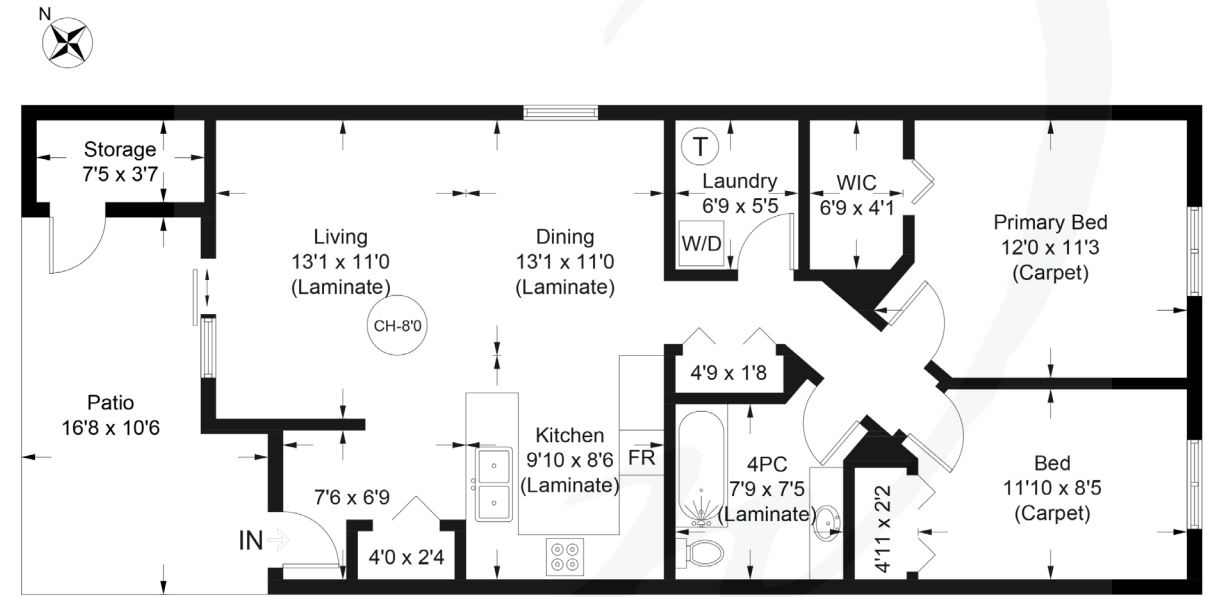 N
Storage
7'5 x 3'7
Living
13'1 x 11'0
(Laminate)
CH-8'0
Dining
13'1 x 11'0
(Laminate)
T
Laundry
6'9 x 5'5
W/D
WIC
6'9 x 4'1
Primary Bed
12'0 x 11'3
(Carpet)
Patio
16'8 x 10'6
4'9 x 1'8
Kitchen
9'10 x 8'6
(Laminate)
FR
4PC
7'9 x 7'5
(Laminate)
Bed
11'10 x 8'5
(Carpet)
7'6 x 6'9
IN
4'0 x 2'4
4'11 x 2'2